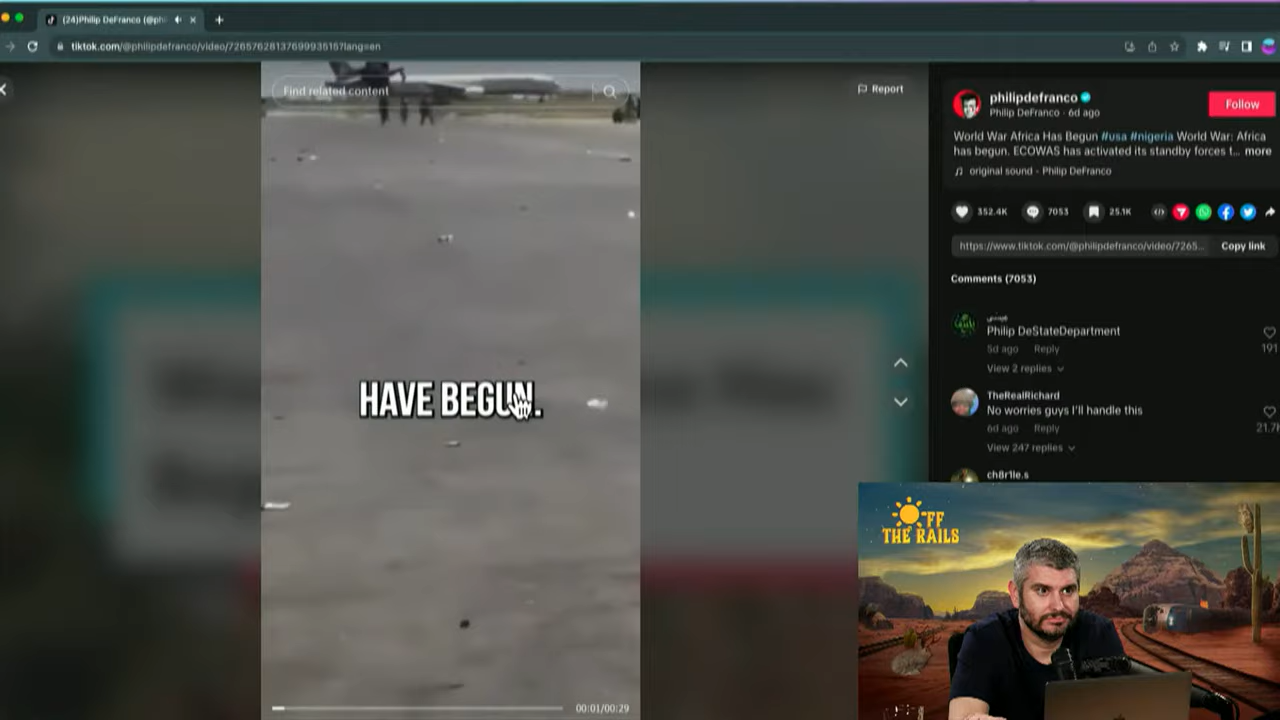 (24)Philip DeFranco (@phi
tiktok.com/@philipdefranco/video/7265762813769993515?lang=en
Find related content
Report
HAVE BEGUN.
00:01/00:29
philipdefranco
Philip DeFranco · 6d ago
Follow
World War Africa Has Begun #usa #nigeria World War: Africa
has begun. ECOWAS has activated its standby forces t... more
original sound - Philip DeFranco
352.4K
7053
25.1K
https://www.tiktok.com/@philipdefranco/video/7265...
Copy link
Comments (7053)
Philip DeStateDepartment
5d ago Reply
191
View 2 replies
TheRealRichard
No worries guys I'll handle this
6d ago Reply
21.7K
View 247 replies
ch8r1le.s
OFF
THE RAILS